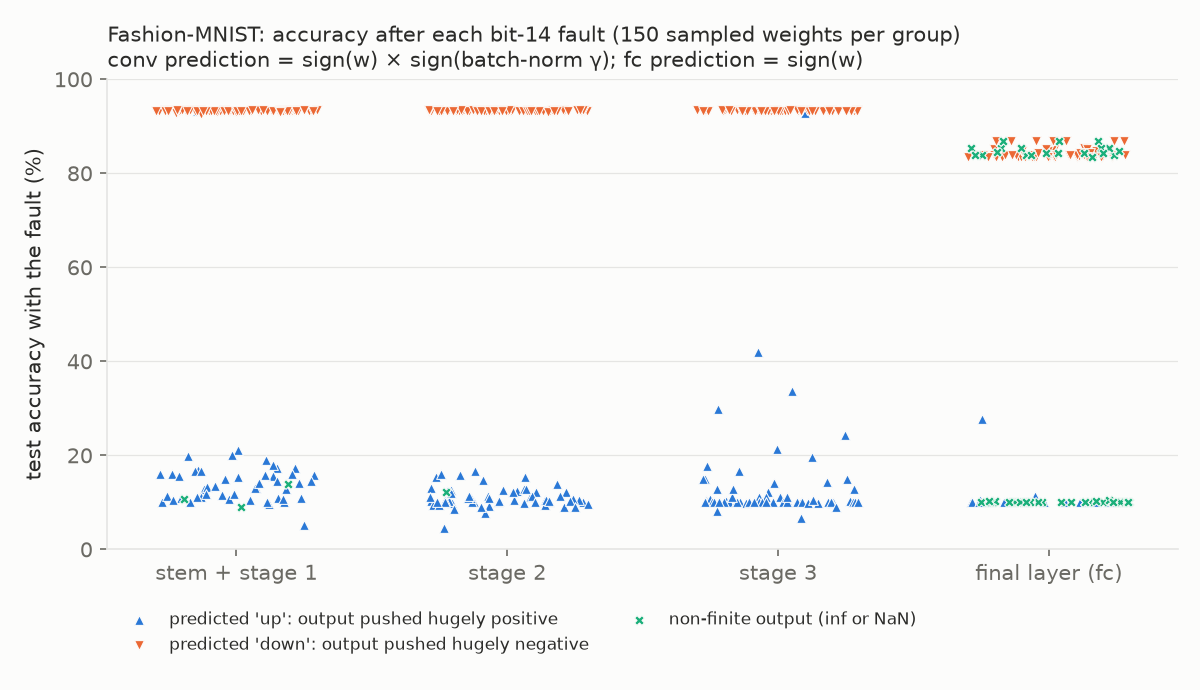 Fashion-MNIST: accuracy after each bit-14 fault (150 sampled weights per group)
conv prediction = sign(w) × sign(batch-norm γ); fc prediction = sign(w)
test accuracy with the fault (%)
100
80
60
40
20
0
stem + stage 1
stage 2
stage 3
final layer (fc)
predicted 'up': output pushed hugely positive
predicted 'down': output pushed hugely negative
non-finite output (inf or NaN)